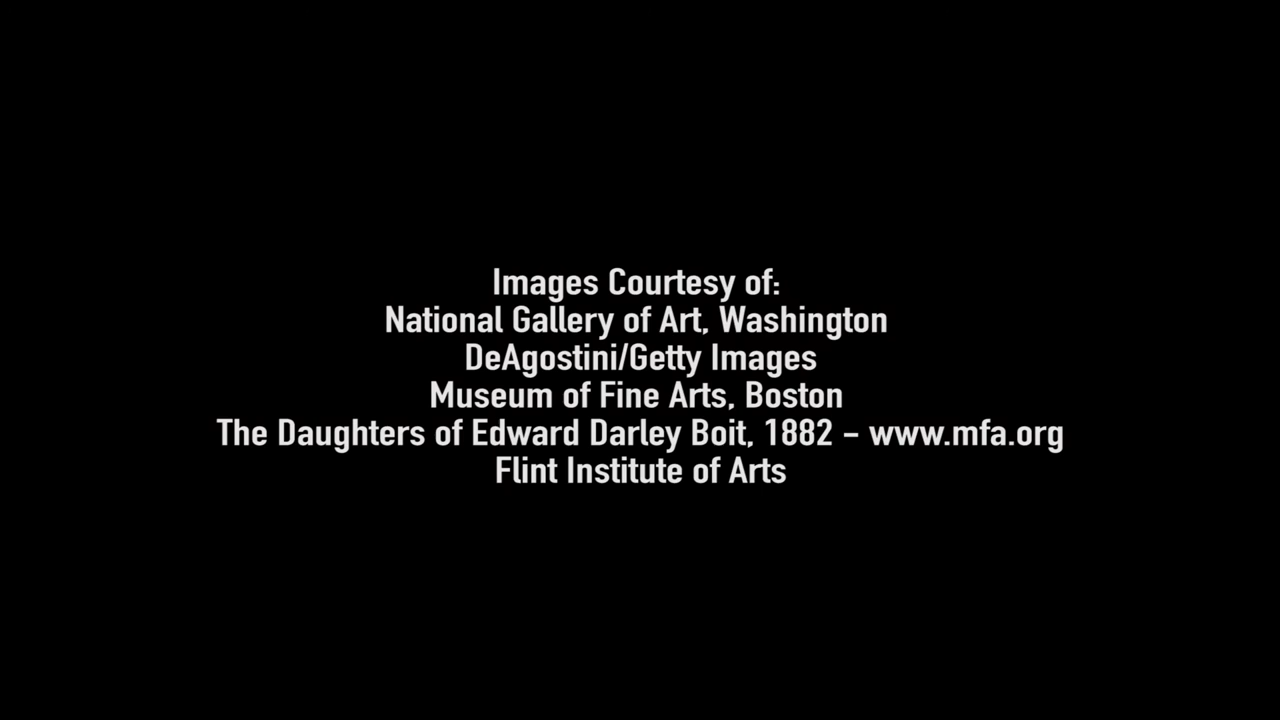 Images Courtesy of:
National Gallery of Art, Washington
DeAgostini/Getty Images
Museum of Fine Arts, Boston
The Daughters of Edward Darley Boit, 1882 – www.mfa.org
Flint Institute of Arts